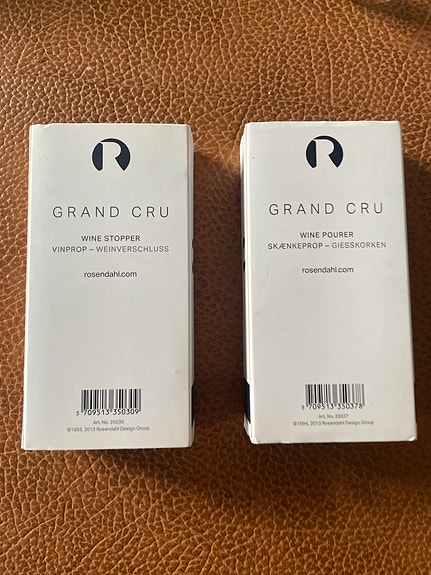 R
GRAND CRU
WINE STOPPER
VINPROP – WEINVERSCHLUSS
rosendahl.com
5 709513 350309
Art. No. 25030
©1993, 2013 Rosendahl Design Group
R
GRAND CRU
WINE POURER
SKÆNKEPROP – GIESSKORKEN
rosendahl.com
5 709513 350378
Art. No. 25037
©1994, 2013 Rosendahl Design Group